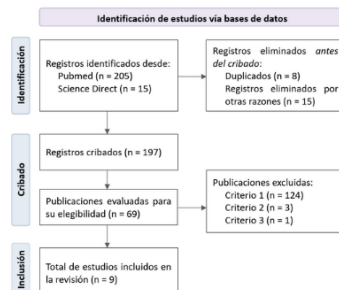 Identificación de estudios vía bases de datos
Identificación
Registros identificados desde:
Pubmed (n = 205)
Science Direct (n = 15)
Registros eliminados antes
del cribado:
Duplicados (n = 8)
Registros eliminados por
otras razones (n = 15)
Cribado
Registros cribados (n = 197)
Publicaciones evaluadas para
su elegibilidad (n = 69)
Publicaciones excluidas:
Criterio 1 (n = 124)
Criterio 2 (n = 3)
Criterio 3 (n = 1)
Inclusión
Total de estudios incluidos en
la revisión (n = 9)